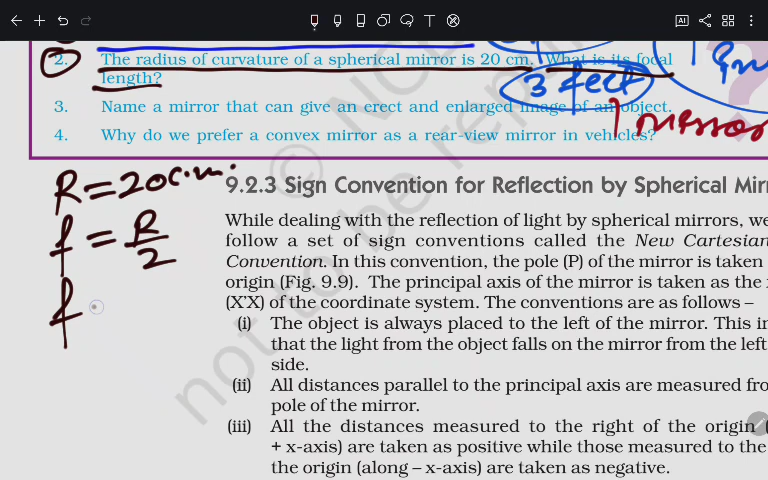 AI
2. The radius of curvature of a spherical mirror is 20 cm. What is its focal
length?
3 feet
3. Name a mirror that can give an erect and enlarged image of an object.
4. Why do we prefer a convex mirror as a rear-view mirror in vehicles?
R = 20 c.m.
f = R/2
f
9.2.3 Sign Convention for Reflection by Spherical Mir
While dealing with the reflection of light by spherical mirrors, we
follow a set of sign conventions called the New Cartesian
Convention. In this convention, the pole (P) of the mirror is taken
origin (Fig. 9.9). The principal axis of the mirror is taken as the
(X'X) of the coordinate system. The conventions are as follows –
(i) The object is always placed to the left of the mirror. This im
that the light from the object falls on the mirror from the left
side.
(ii) All distances parallel to the principal axis are measured fro
pole of the mirror.
(iii) All the distances measured to the right of the origin (
+ x-axis) are taken as positive while those measured to the
the origin (along – x-axis) are taken as negative.
not to be rep